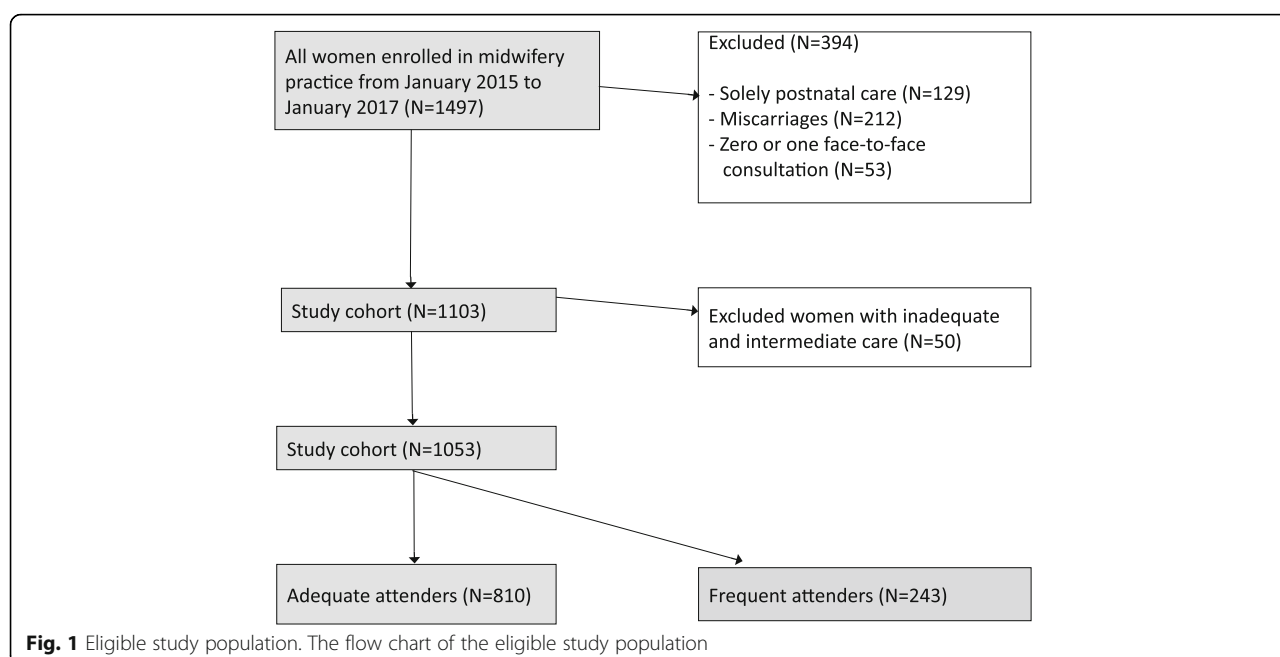 All women enrolled in midwifery
practice from January 2015 to
January 2017 (N=1497)
Excluded (N=394)
- Solely postnatal care (N=129)
- Miscarriages (N=212)
- Zero or one face-to-face
consultation (N=53)
Study cohort (N=1103)
Excluded women with inadequate
and intermediate care (N=50)
Study cohort (N=1053)
Adequate attenders (N=810)
Frequent attenders (N=243)
Fig. 1 Eligible study population. The flow chart of the eligible study population